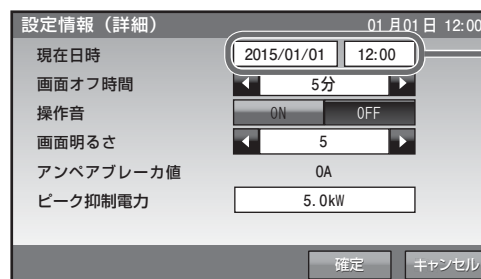 設定情報（詳細） 01月01日 12:00
現在日時 2015/01/01 12:00
画面オフ時間 5分
操作音 ON OFF
画面明るさ 5
アンペアブレーカ値 0A
ピーク抑制電力 5.0kW
確定 キャンセル